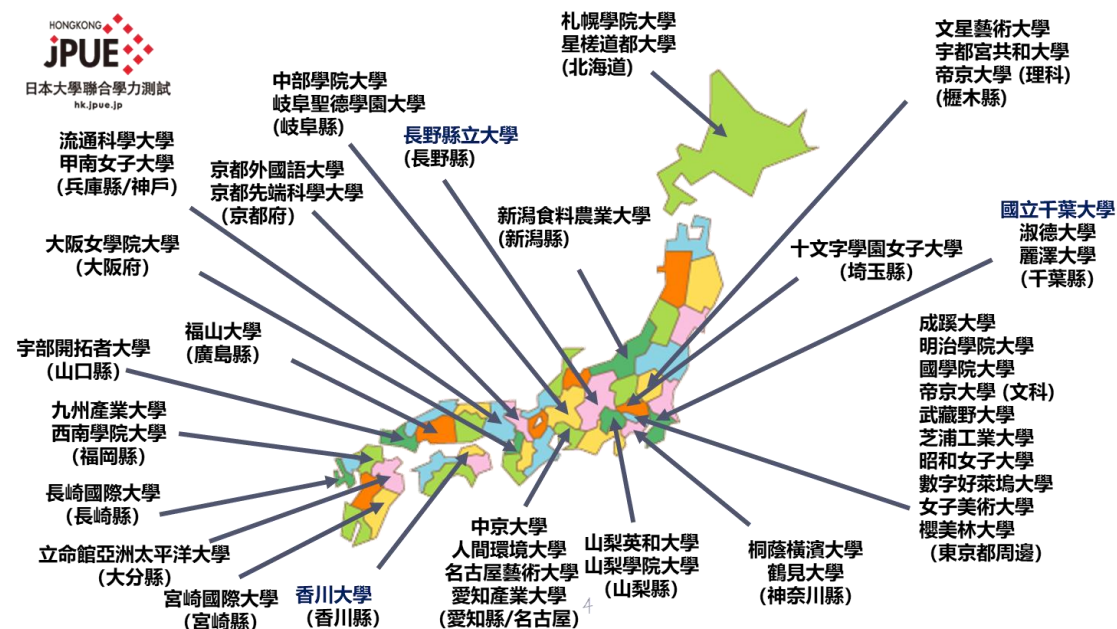 HONGKONG
jPUE
日本大學聯合學力測試
hk.jpue.jp
札幌學院大學
星槎道都大學
(北海道)
文星藝術大學
宇都宮共和大學
帝京大學 (理科)
(櫪木縣)
中部學院大學
岐阜聖德學園大學
(岐阜縣)
長野縣立大學
(長野縣)
流通科學大學
甲南女子大學
(兵庫縣/神戶)
京都外國語大學
京都先端科學大學
(京都府)
新潟食料農業大學
(新潟縣)
國立千葉大學
淑德大學
麗澤大學
(千葉縣)
大阪女學院大學
(大阪府)
十文字學園女子大學
(埼玉縣)
福山大學
(廣島縣)
宇部開拓者大學
(山口縣)
成蹊大學
明治學院大學
國學院大學
帝京大學 (文科)
武藏野大學
芝浦工業大學
昭和女子大學
數字好萊塢大學
女子美術大學
櫻美林大學
(東京都周邊)
九州產業大學
西南學院大學
(福岡縣)
長崎國際大學
(長崎縣)
立命館亞洲太平洋大學
(大分縣)
宮崎國際大學
(宮崎縣)
香川大學
(香川縣)
中京大學
人間環境大學
名古屋藝術大學
愛知產業大學
(愛知縣/名古屋)
4
山梨英和大學
山梨學院大學
(山梨縣)
桐蔭橫濱大學
鶴見大學
(神奈川縣)